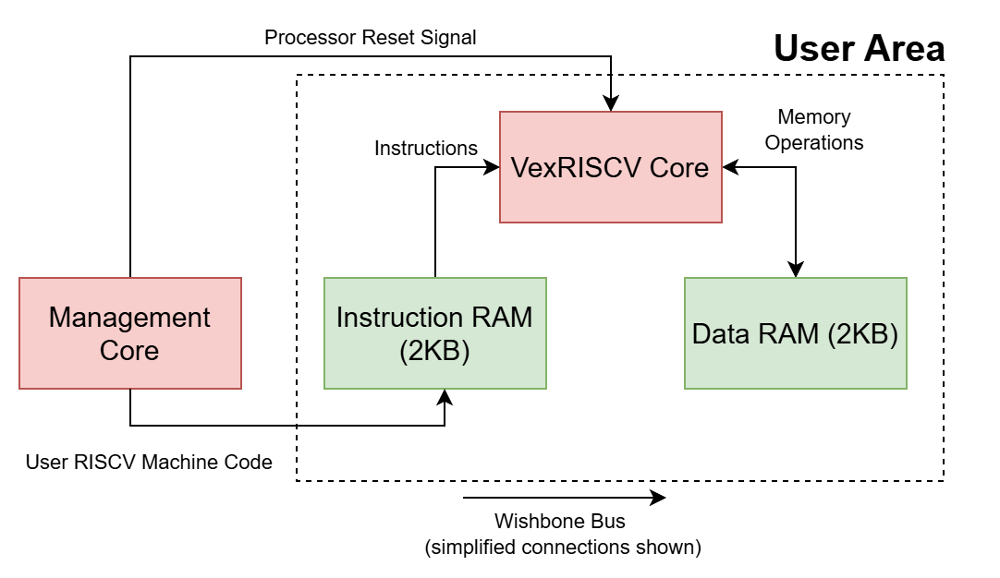 Processor Reset Signal
User Area
Memory
Operations
Instructions
VexRISCV Core
Management
Core
Instruction RAM
(2KB)
Data RAM (2KB)
User RISCV Machine Code
Wishbone Bus
(simplified connections shown)